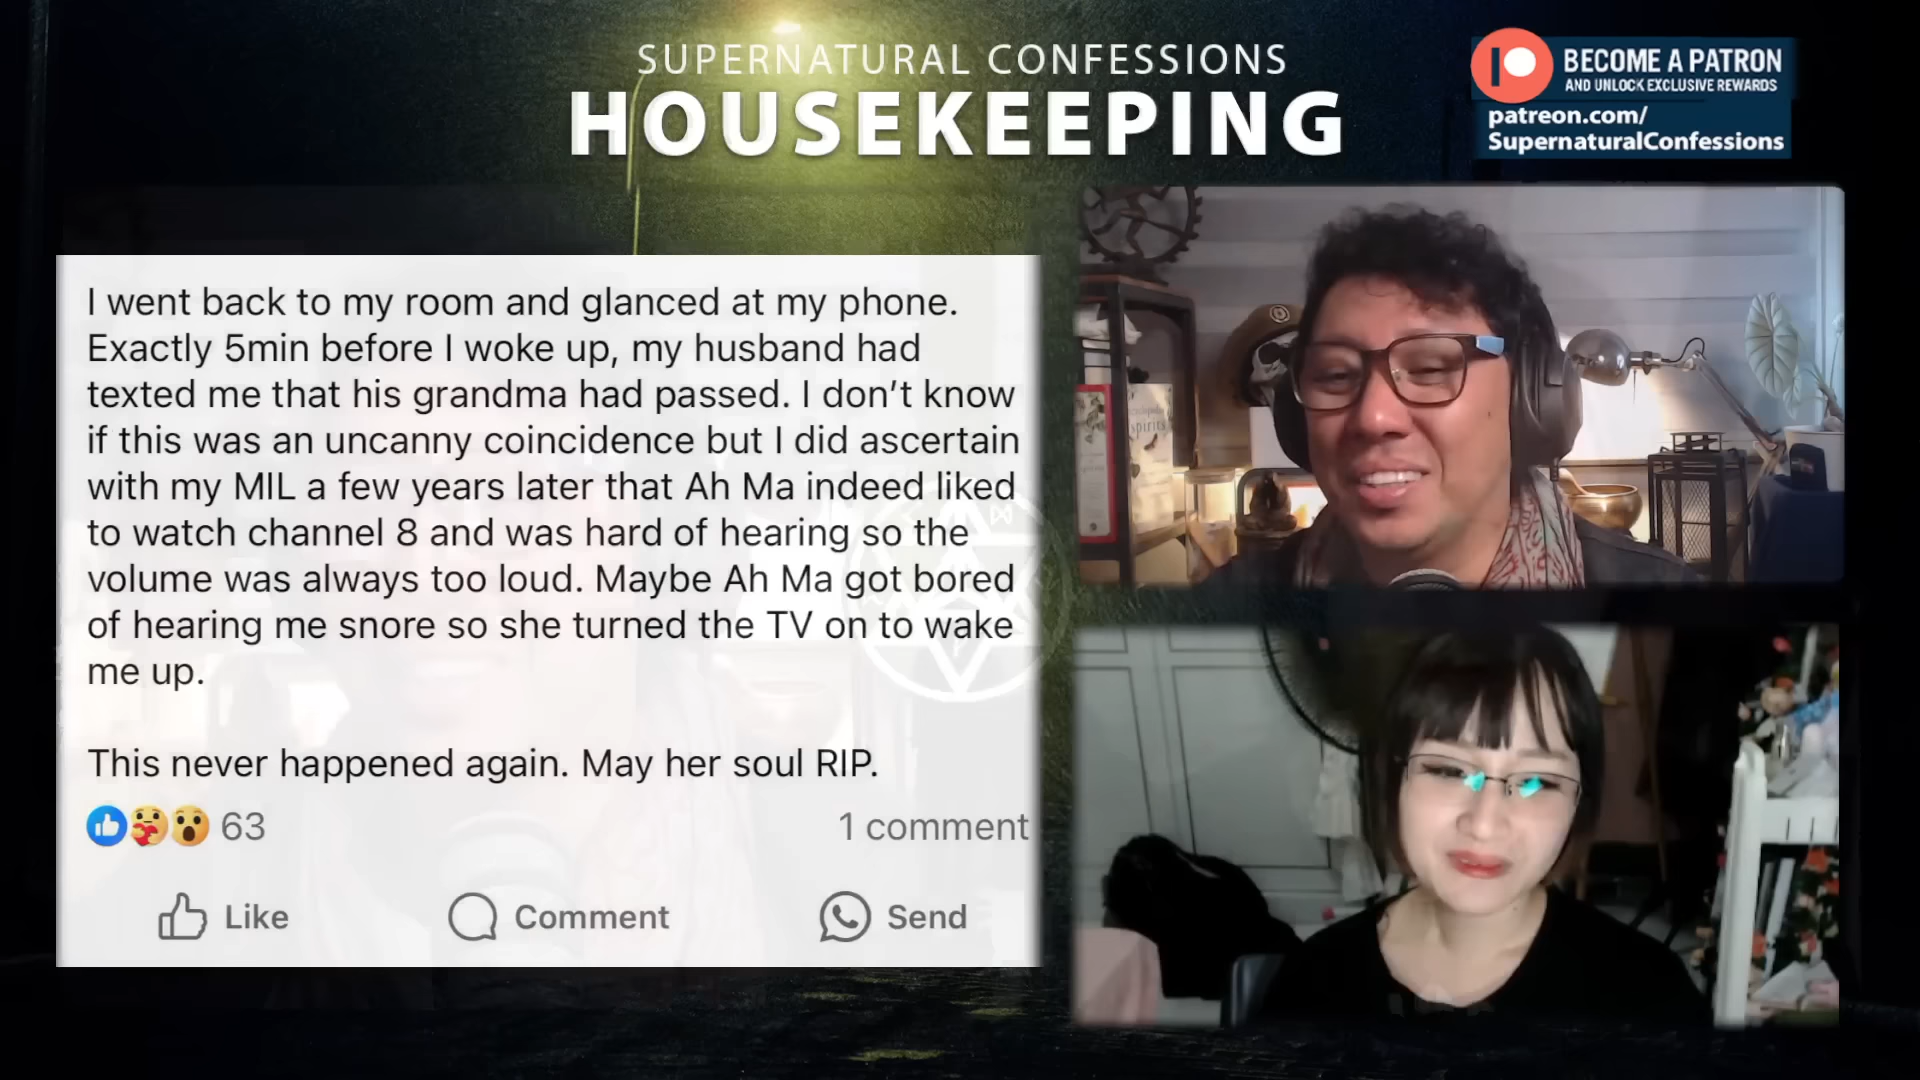 SUPERNATURAL CONFESSIONS
HOUSEKEEPING
BECOME A PATRON
AND UNLOCK EXCLUSIVE REWARDS
patreon.com/
SupernaturalConfessions
I went back to my room and glanced at my phone.
Exactly 5min before I woke up, my husband had
texted me that his grandma had passed. I don’t know
if this was an uncanny coincidence but I did ascertain
with my MIL a few years later that Ah Ma indeed liked
to watch channel 8 and was hard of hearing so the
volume was always too loud. Maybe Ah Ma got bored
of hearing me snore so she turned the TV on to wake
me up.
This never happened again. May her soul RIP.
63
1 comment
Like
Comment
Send
spirits